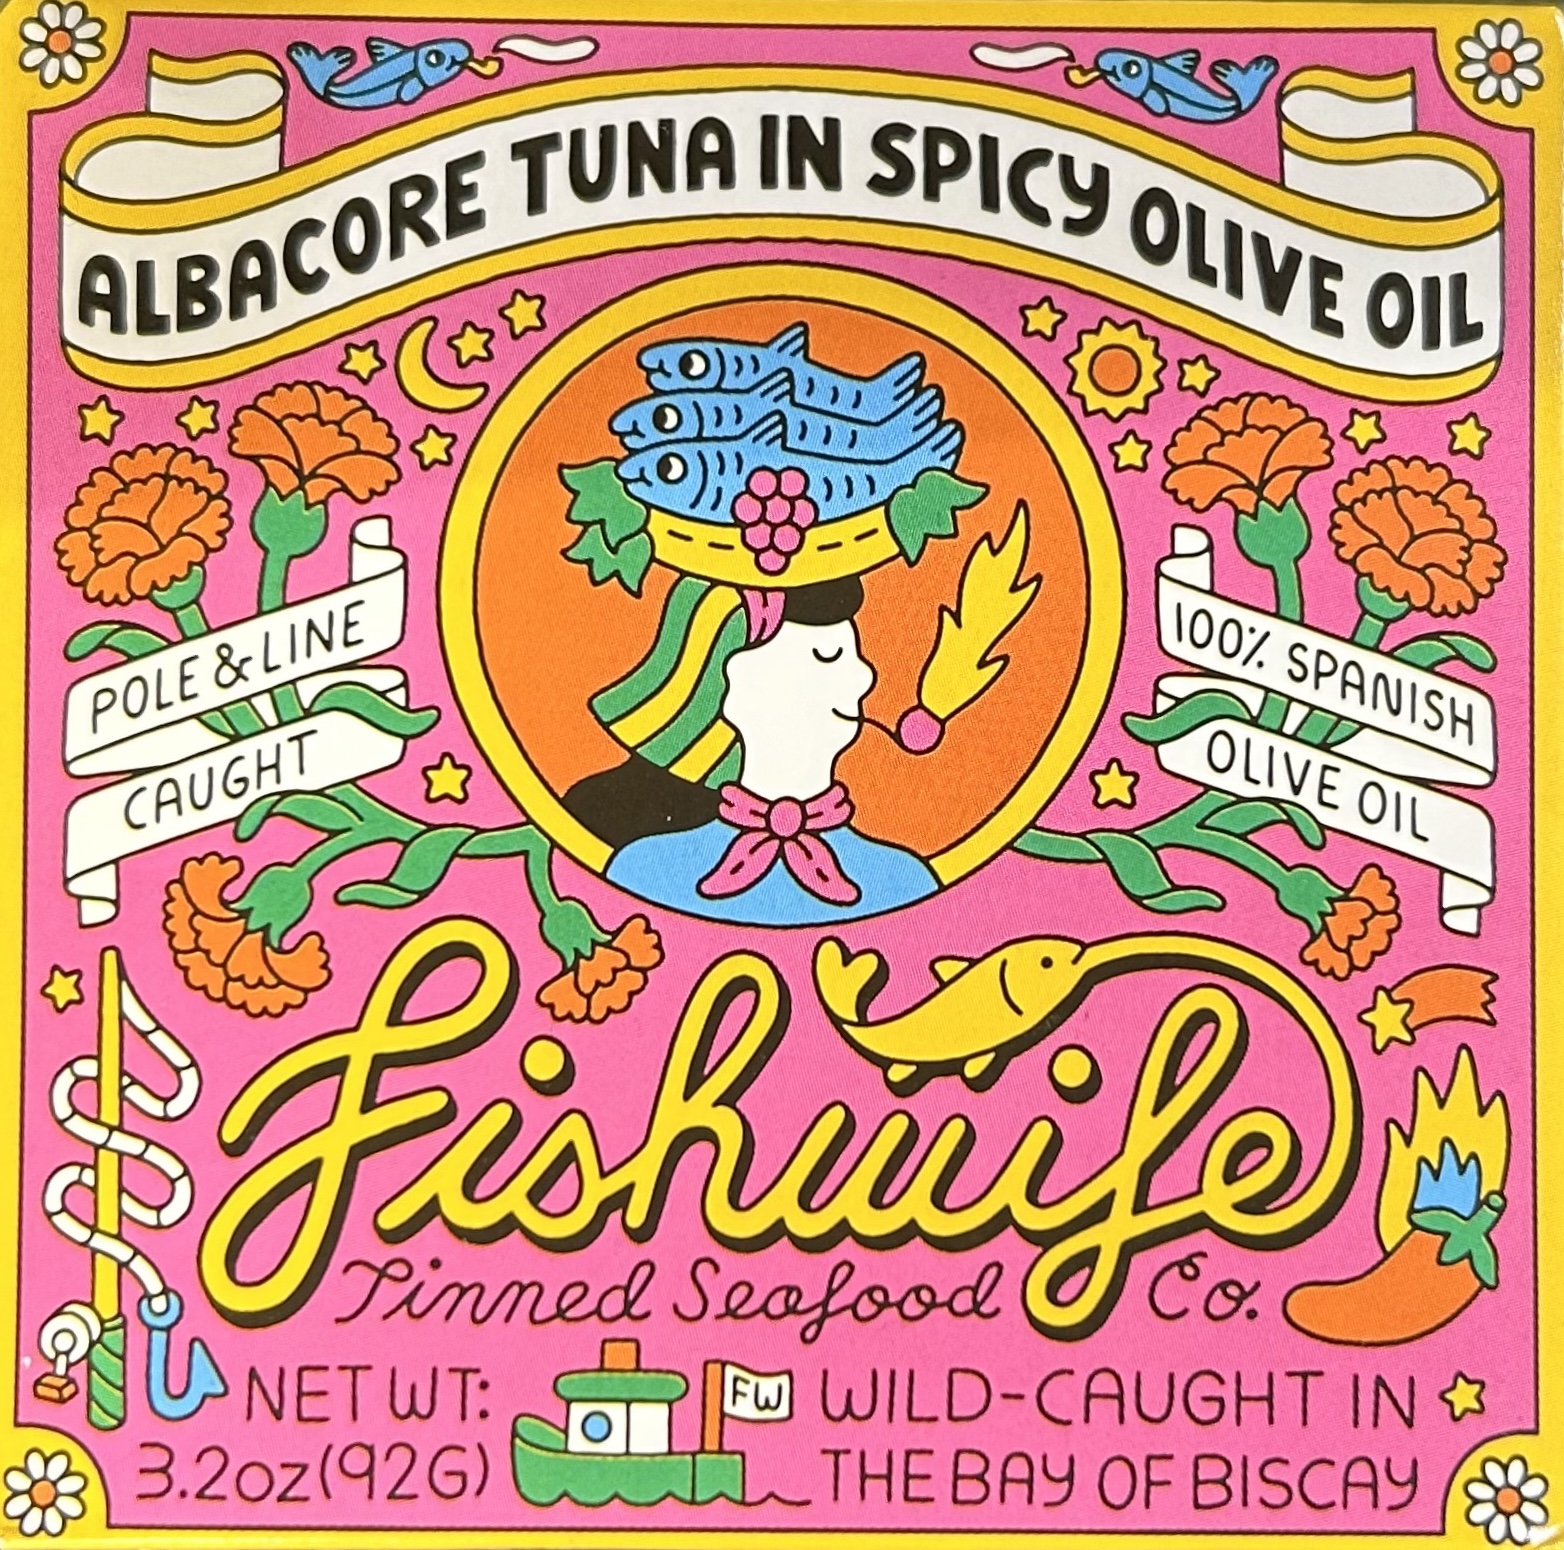 ALBACORE TUNA IN SPICY OLIVE OIL
POLE & LINE
CAUGHT
100% SPANISH
OLIVE OIL
Fishwife
Tinned Seafood Co.
NET WT:
3.2oz (92G)
FW
WILD-CAUGHT IN
THE BAY OF BISCAY